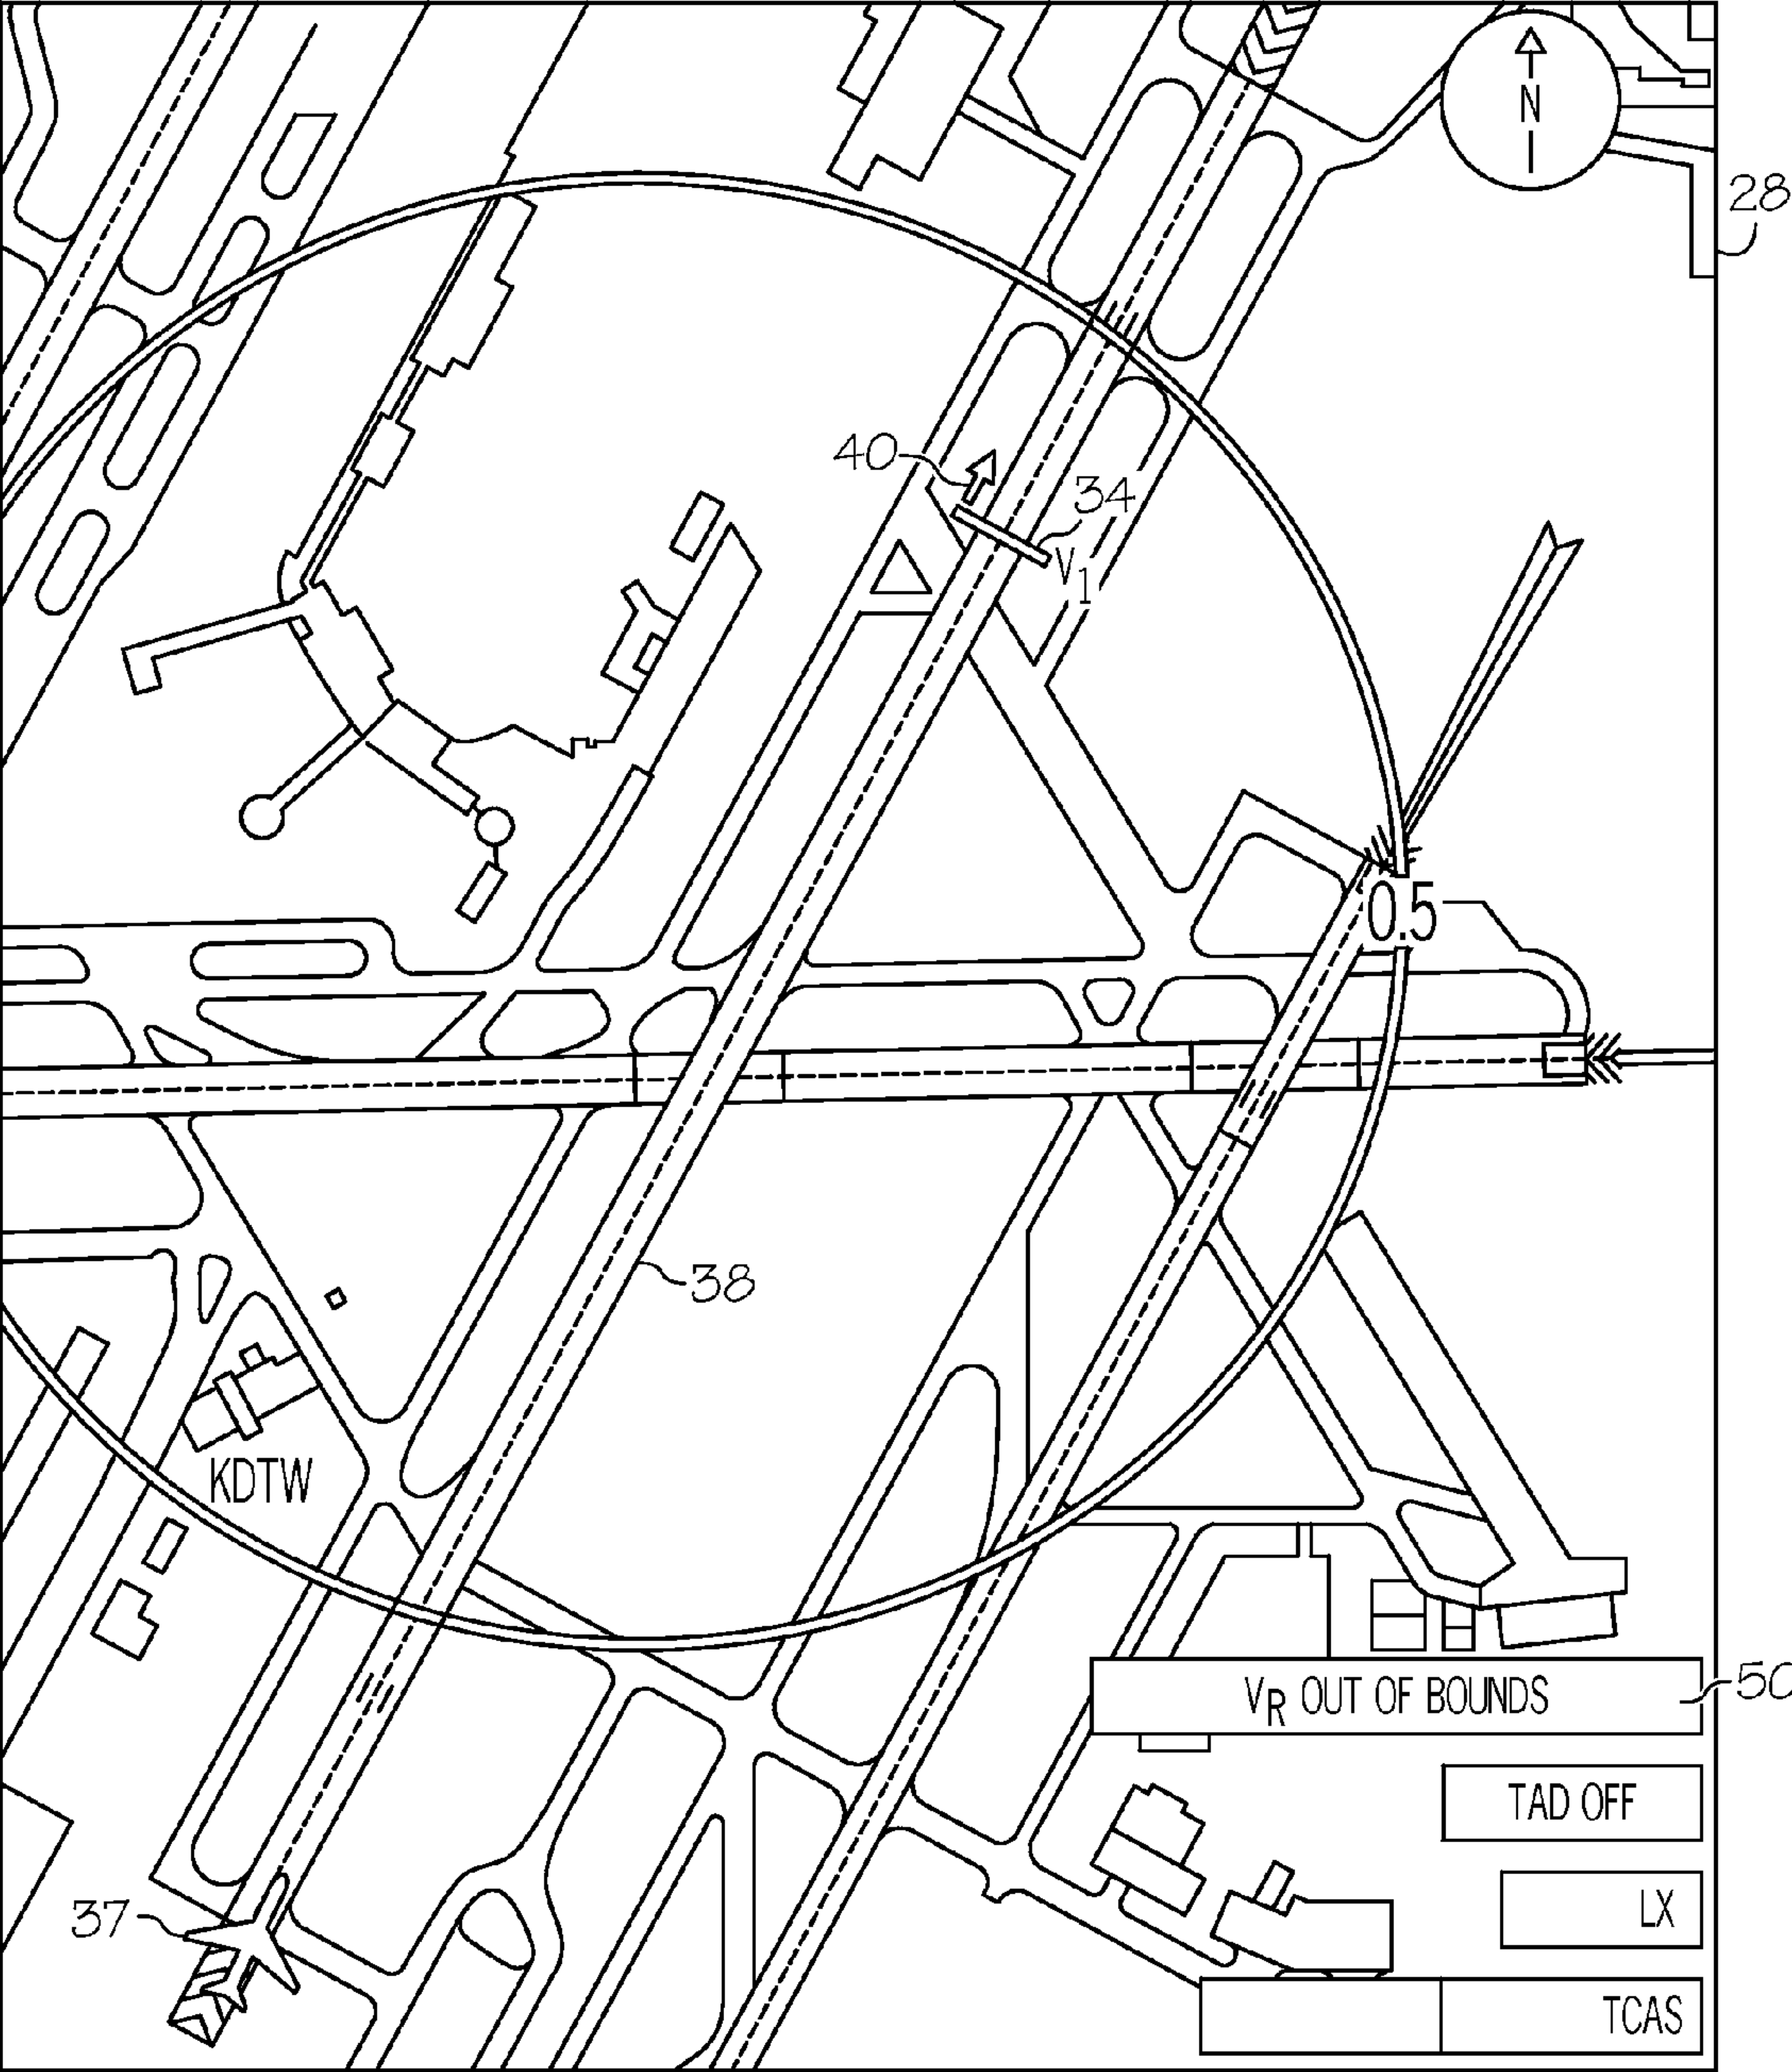 N
28
40
34
V1
0.5
38
KDTW
VR OUT OF BOUNDS
50
TAD OFF
37
LX
TCAS